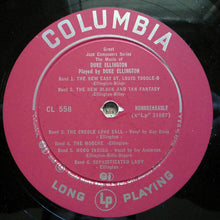 COLUMBIA
Great
Jazz Composers Series
The Music of
DUKE ELLINGTON
Played by DUKE ELLINGTON
Band 1. THE NEW EAST ST. LOUIS TOODLE-O
Band 2. THE NEW BLACK AND TAN FANTASY
CL 558
NONBREAKABLE
Band 3. THE CREOLE LOVE CALL
Band 4. THE MOOCHE
Band 5. MOOD INDIGO
Band 6. SOPHISTICATED LADY
LONG Lp PLAYING